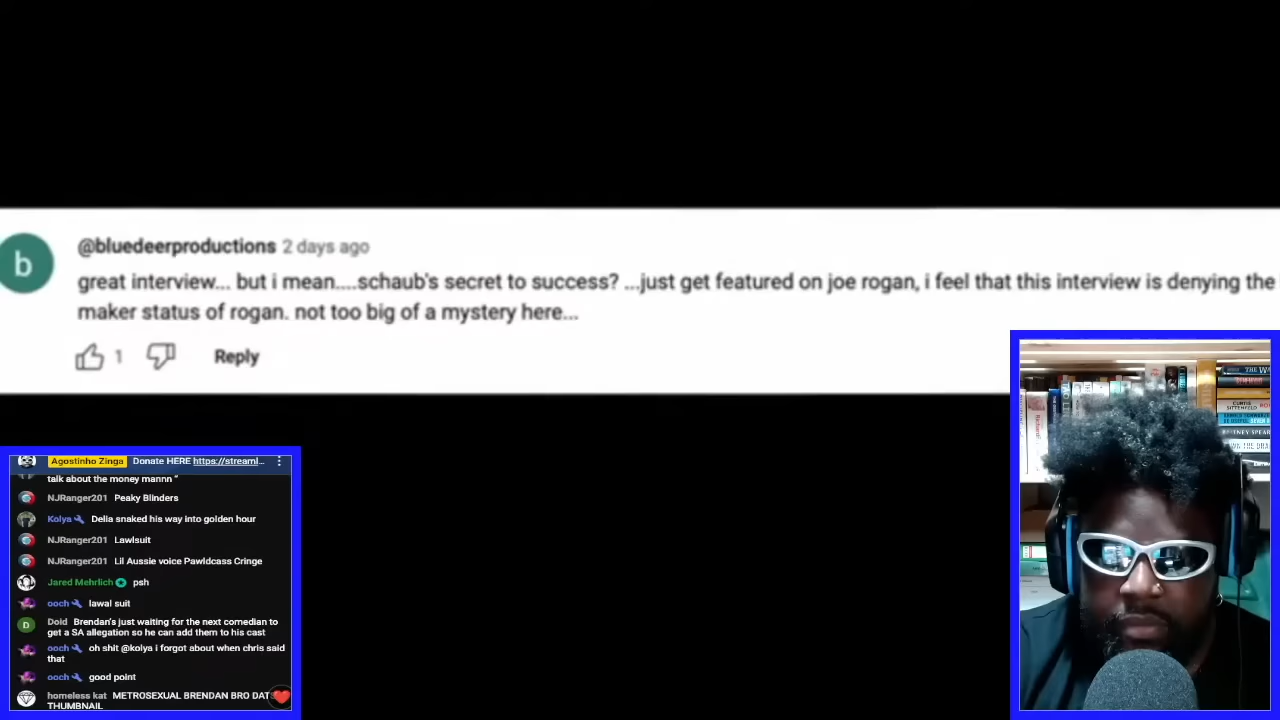 @bluedeerproductions 2 days ago
great interview... but i mean....schaub's secret to success? ...just get featured on joe rogan, i feel that this interview is denying the
maker status of rogan. not too big of a mystery here...
1
Reply
Agostinho Zinga Donate HERE https://streaml...
talk about the money mannn "
NJRanger201 Peaky Blinders
Kolya Delia snaked his way into golden hour
NJRanger201 Lawlsuit
NJRanger201 Lil Aussie voice Pawldcass Cringe
Jared Mehrlich psh
ooch lawal suit
D
Doid Brendan's just waiting for the next comedian to
get a SA allegation so he can add them to his cast
ooch oh shit @kolya i forgot about when chris said
that
ooch good point
homeless kat METROSEXUAL BRENDAN BRO DAT
THUMBNAIL
b
CURTIS
SITTENFELD